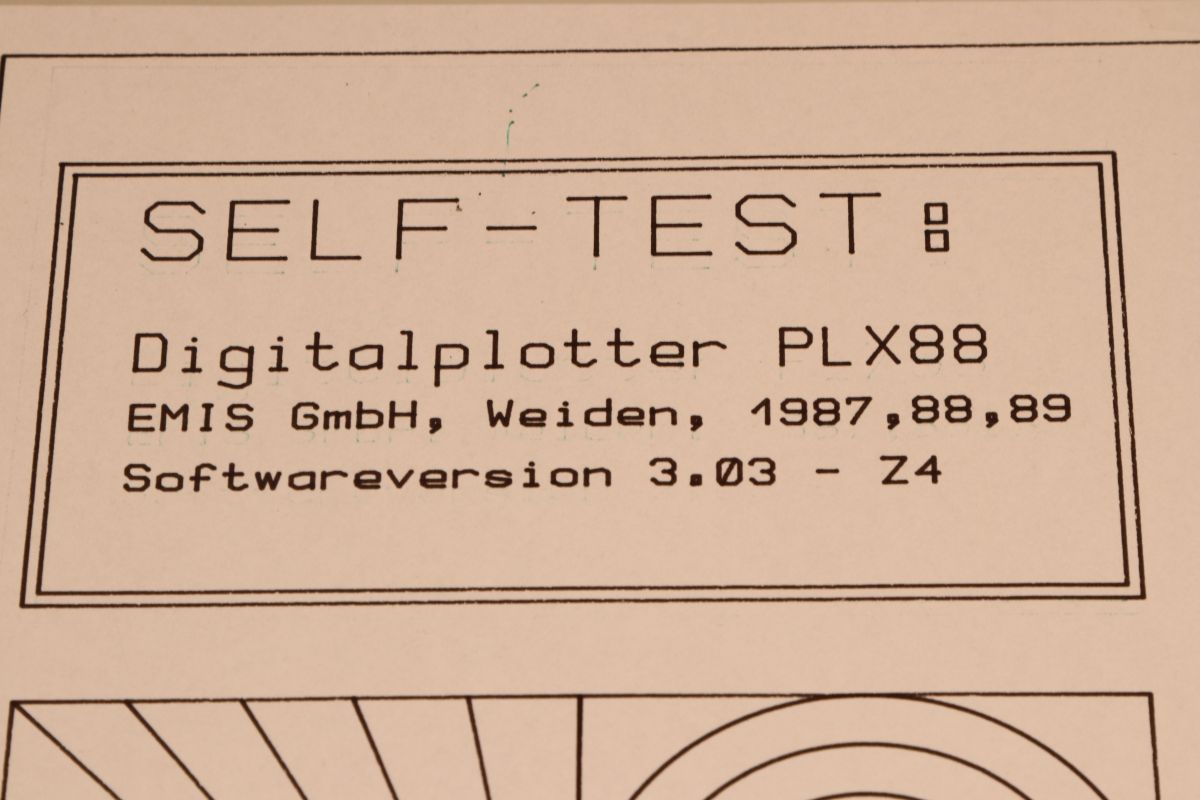 SELF-TEST:
Digitalplotter PLX88
EMIS GmbH, Weiden, 1987,88,89
Softwareversion 3.03 - Z4